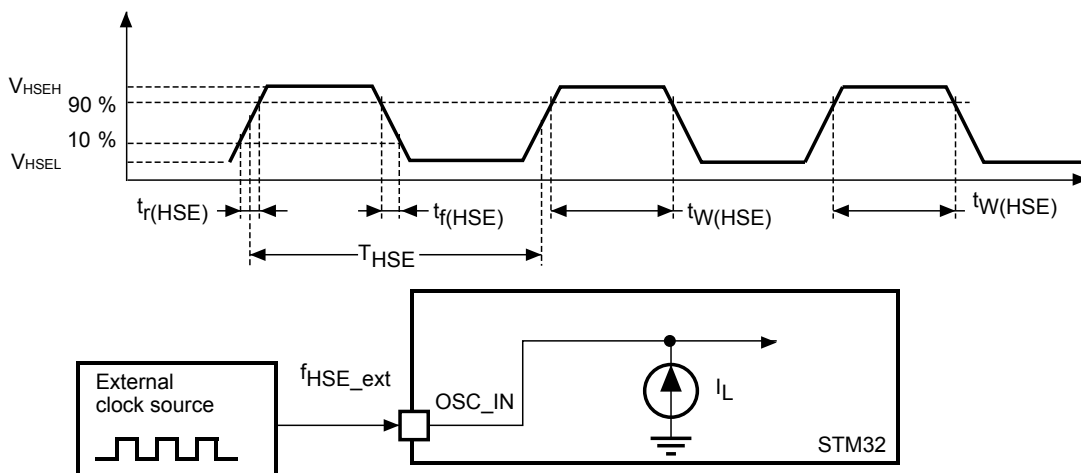 VHSEH
90 %
10 %
VHSEL
tr(HSE)
tf(HSE)
tW(HSE)
tW(HSE)
THSE
External
clock source
fHSE_ext
OSC_IN
IL
STM32